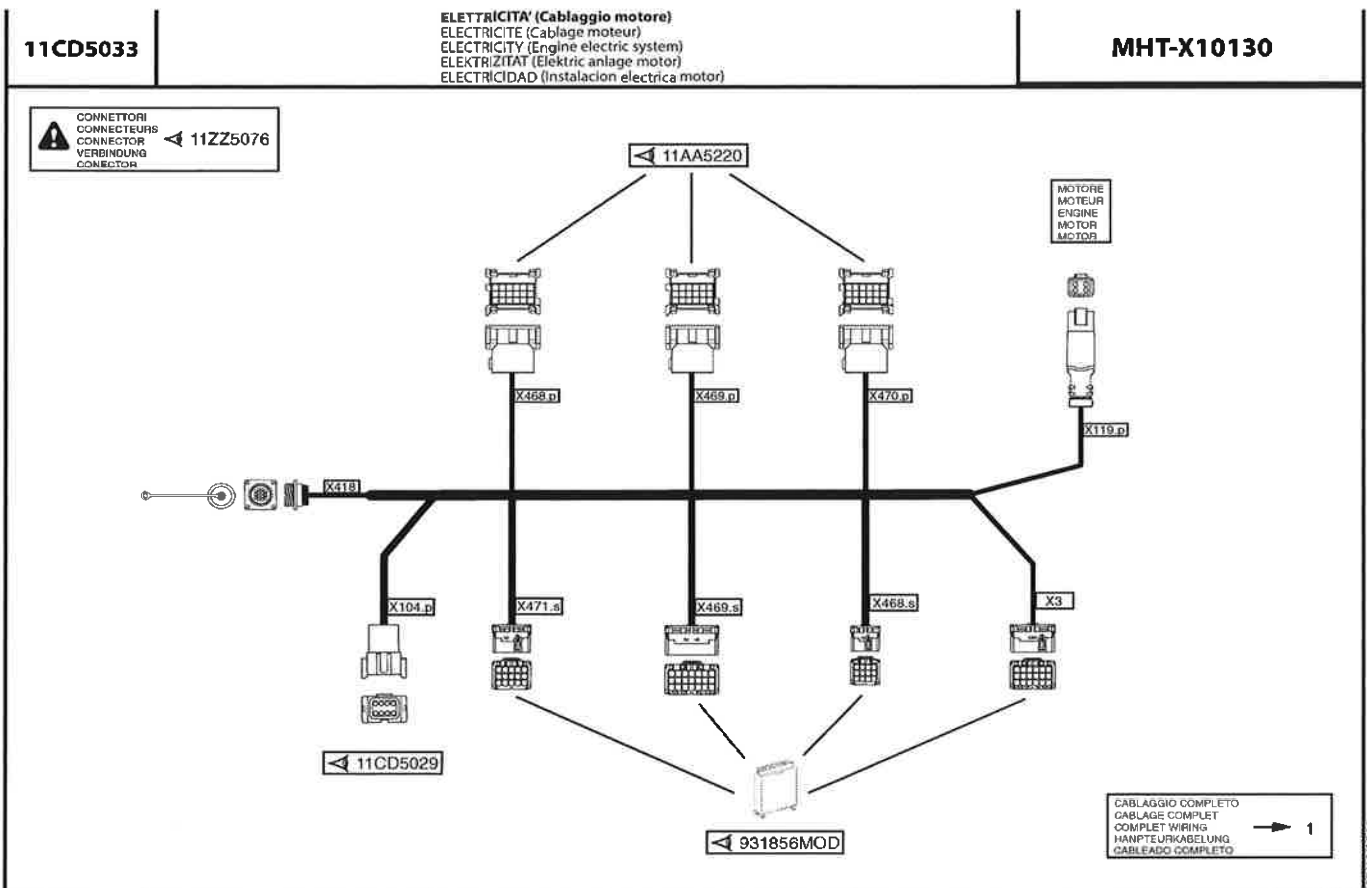 11CD5033
ELETTRICITA' (Cablaggio motore)
ELECTRICITE (Cablage moteur)
ELECTRICITY (Engine electric system)
ELEKTRIZITAT (Elektric anlage motor)
ELECTRICIDAD (Instalacion electrica motor)
MHT-X10130
CONNETTORI
CONNECTEURS
CONNECTOR
VERBINDUNG
CONECTOR
11ZZ5076
11AA5220
MOTORE
MOTEUR
ENGINE
MOTOR
MOTOR
X468.p
X469.p
X470.p
X119.p
X418
X104.p
X471.s
X469.s
X468.s
X3
11CD5029
931856MOD
CABLAGGIO COMPLETO
CABLAGE COMPLET
COMPLET WIRING
HANPTEURKABELUNG
CABLEADO COMPLETO
1